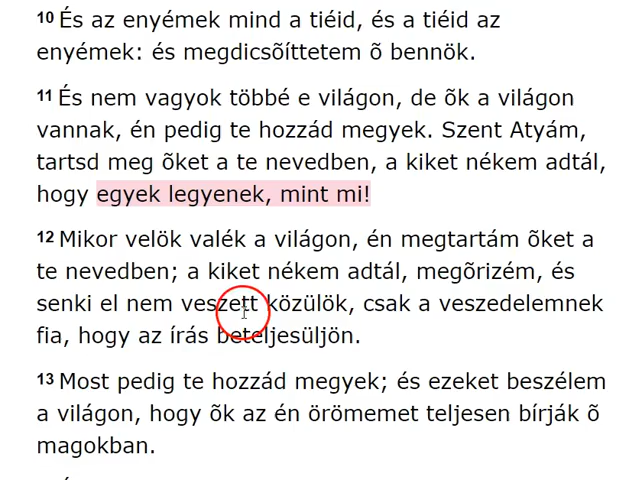 10 És az enyémek mind a tiéid, és a tiéid az
enyémek: és megdicsõíttetem õ bennök.
11 És nem vagyok többé e világon, de õk a világon
vannak, én pedig te hozzád megyek. Szent Atyám,
tartsd meg õket a te nevedben, a kiket nékem adtál,
hogy egyek legyenek, mint mi!
12 Mikor velök valék a világon, én megtartám õket a
te nevedben; a kiket nékem adtál, megõrizém, és
senki el nem veszett közülök, csak a veszedelemnek
fia, hogy az írás beteljesüljön.
13 Most pedig te hozzád megyek; és ezeket beszélem
a világon, hogy õk az én örömemet teljesen bírják õ
magokban.